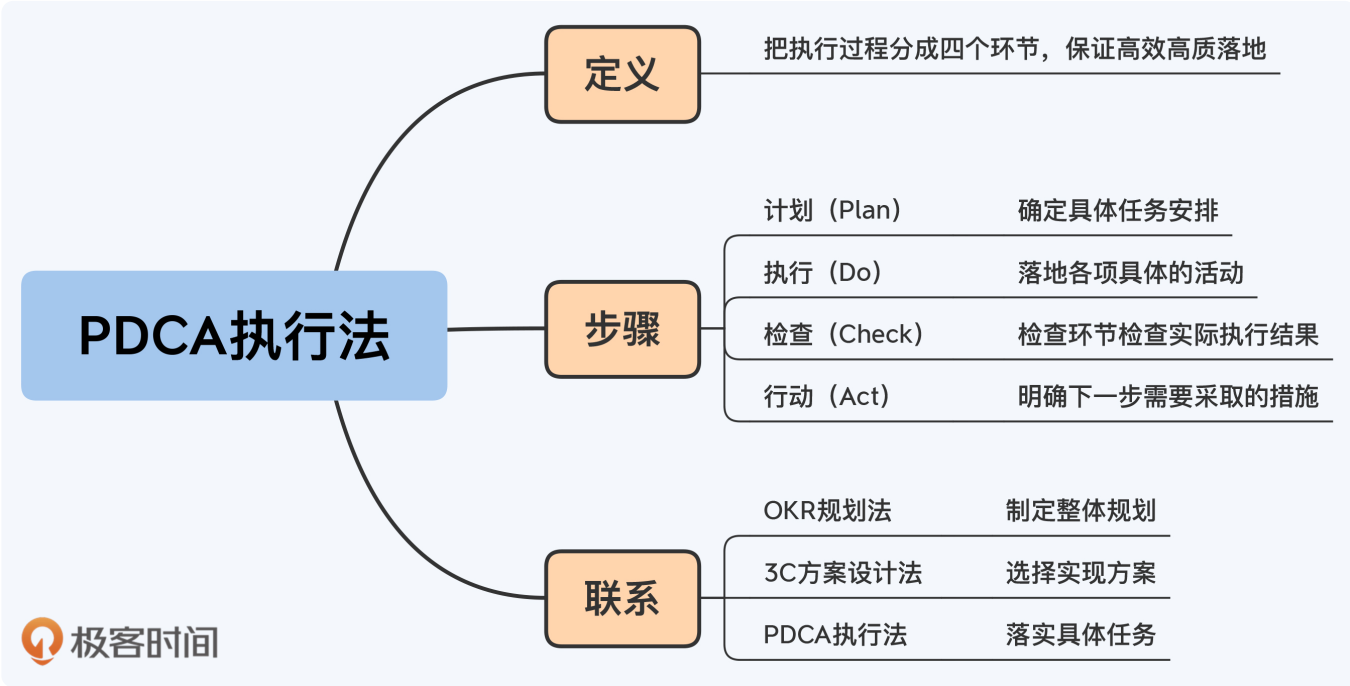 定义
把执行过程分成四个环节，保证高效高质落地
PDCA执行法
步骤
计划（Plan） 确定具体任务安排
执行（Do） 落地各项具体的活动
检查（Check） 检查环节检查实际执行结果
行动（Act） 明确下一步需要采取的措施
联系
OKR规划法 制定整体规划
3C方案设计法 选择实现方案
PDCA执行法 落实具体任务
极客时间